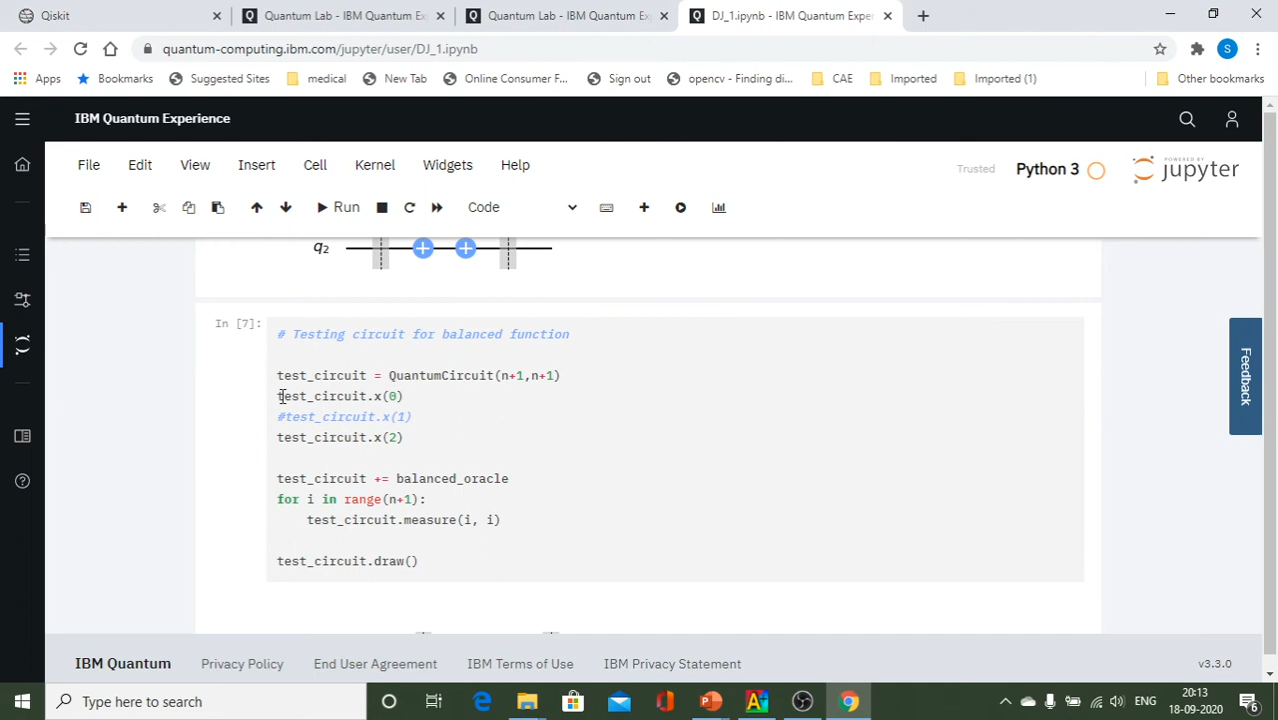 Qiskit
Quantum Lab - IBM Quantum Ex
Quantum Lab - IBM Quantum Exp
DJ_1.ipynb - IBM Quantum Exper
quantum-computing.ibm.com/jupyter/user/DJ_1.ipynb
S
Apps
Bookmarks
Suggested Sites
medical
New Tab
Online Consumer F...
Sign out
opencv - Finding di...
CAE
Imported
Imported (1)
Other bookmarks
IBM Quantum Experience
File Edit View Insert Cell Kernel Widgets Help
Trusted
Python 3
POWERED BY
jupyter
Run
Code
q2
In [7]:
# Testing circuit for balanced function
test_circuit = QuantumCircuit(n+1,n+1)
test_circuit.x(0)
#test_circuit.x(1)
test_circuit.x(2)
test_circuit += balanced_oracle
for i in range(n+1):
test_circuit.measure(i, i)
test_circuit.draw()
Feedback
IBM Quantum
Privacy Policy
End User Agreement
IBM Terms of Use
IBM Privacy Statement
v3.3.0
Type here to search
ENG
20:13
18-09-2020
6